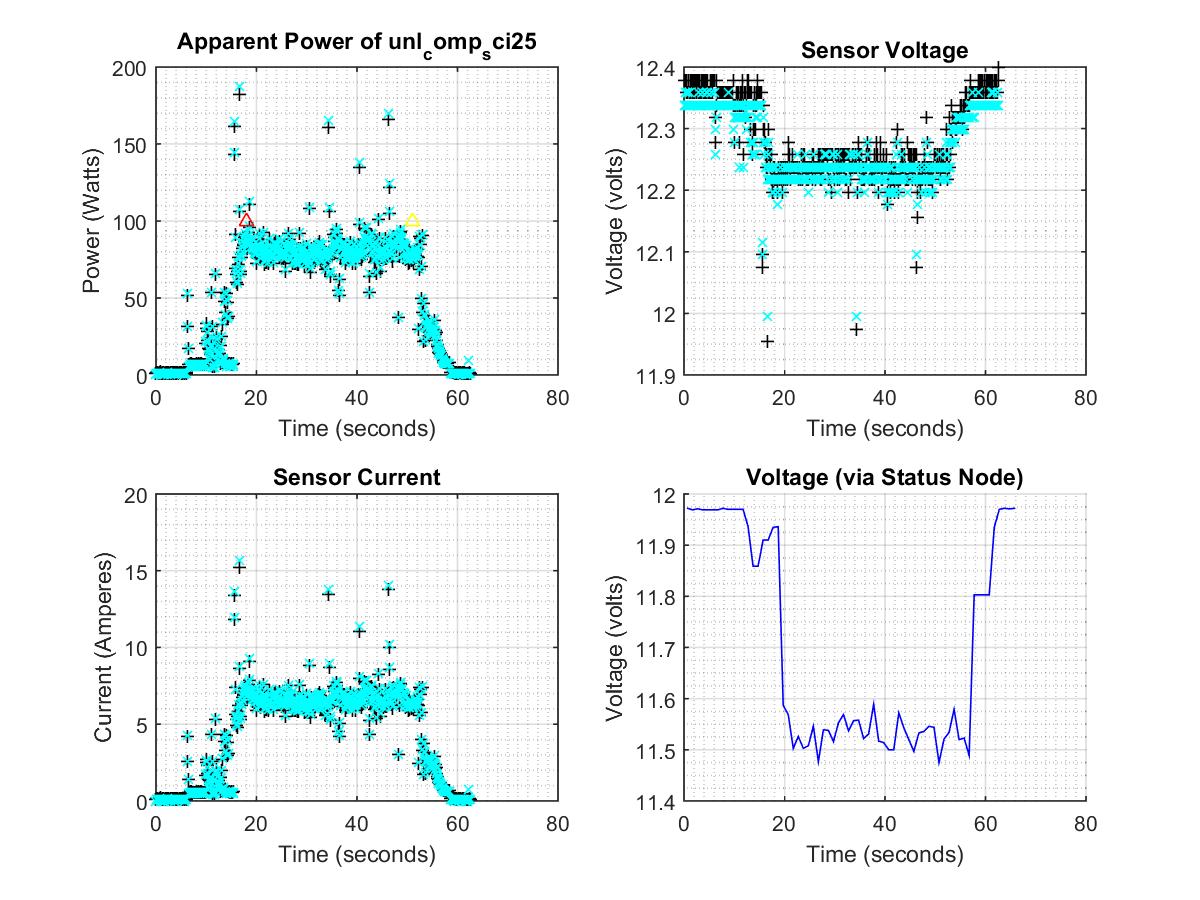 Apparent Power of unlcompsci25
200
150
100
50
0
Power (Watts)
0 20 40 60 80
Time (seconds)
Sensor Voltage
12.4
12.3
12.2
12.1
12
11.9
Voltage (volts)
0 20 40 60 80
Time (seconds)
Sensor Current
20
15
10
5
0
Current (Amperes)
0 20 40 60 80
Time (seconds)
Voltage (via Status Node)
12
11.9
11.8
11.7
11.6
11.5
11.4
Voltage (volts)
0 20 40 60 80
Time (seconds)